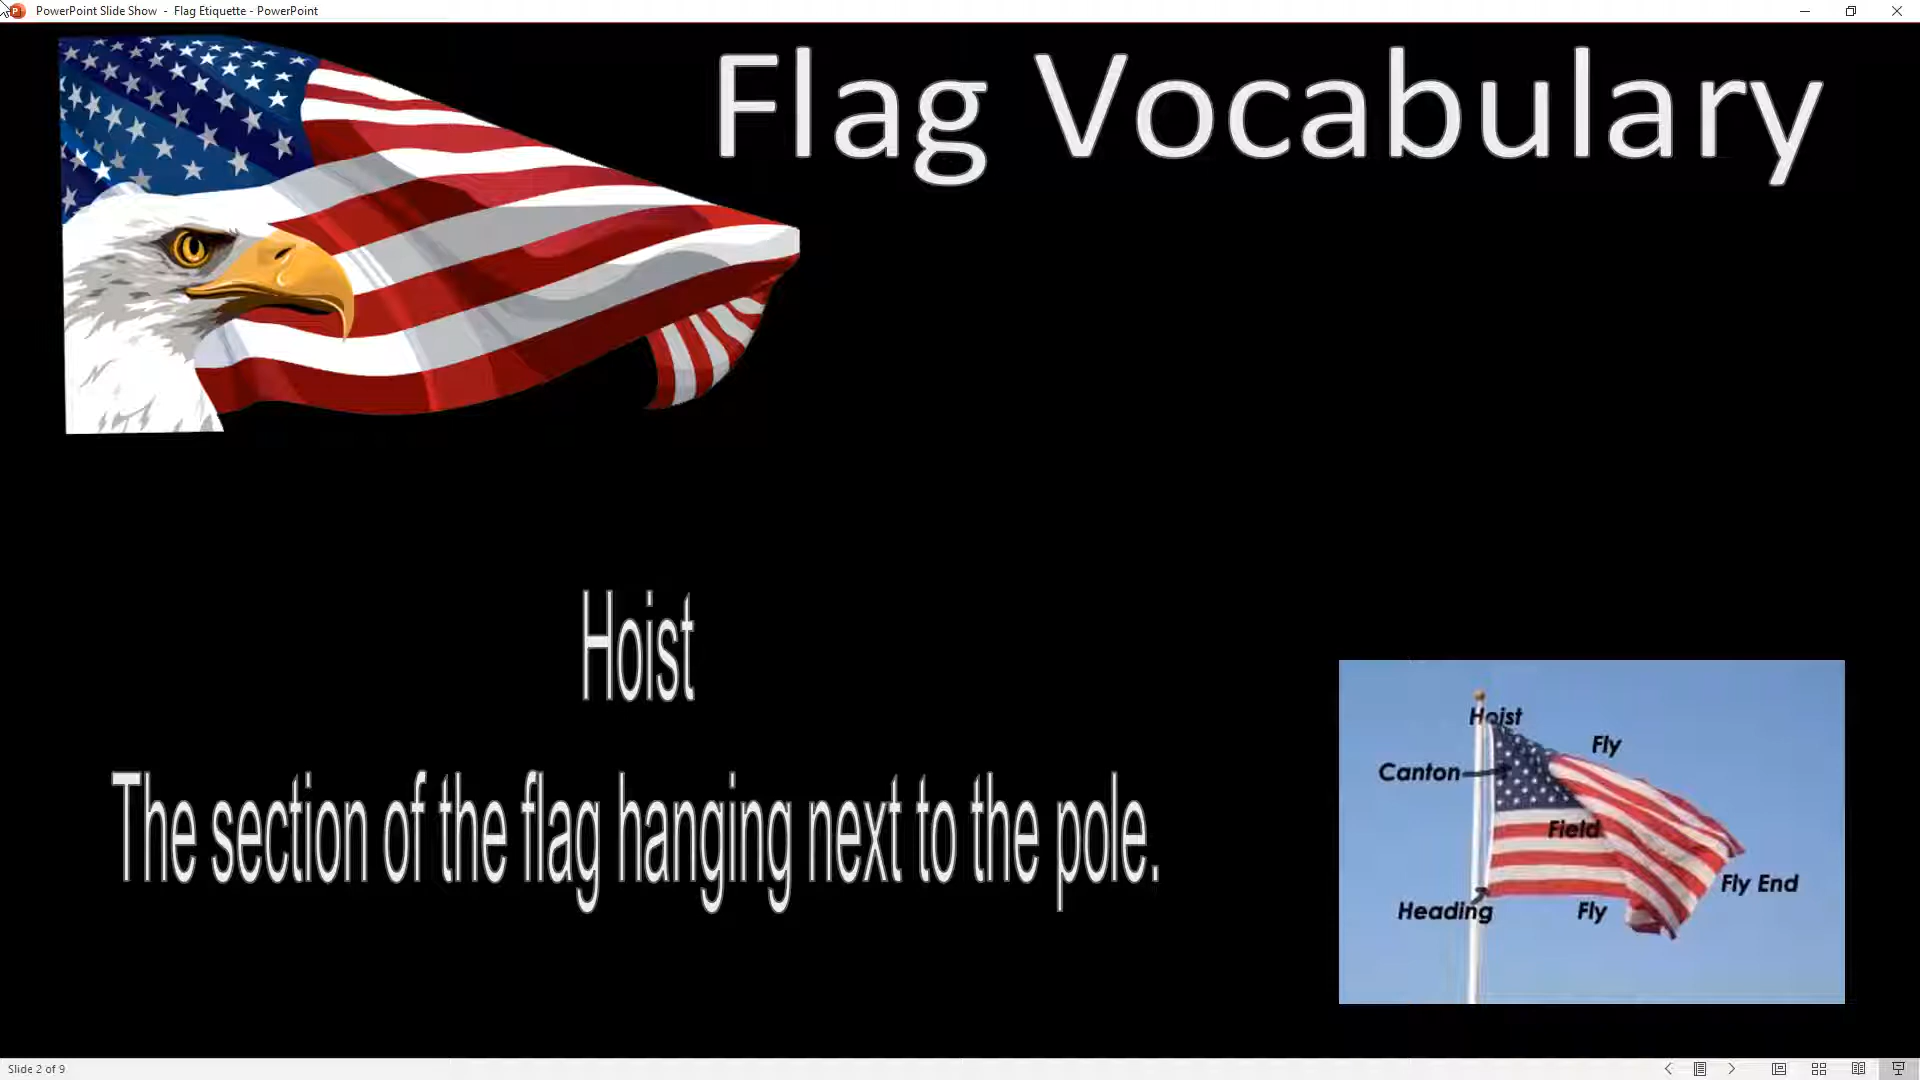 PowerPoint Slide Show - Flag Etiquette - PowerPoint
Flag Vocabulary
Hoist
The section of the flag hanging next to the pole.
Hoist
Fly
Canton
Field
Fly End
Heading
Fly
Slide 2 of 9